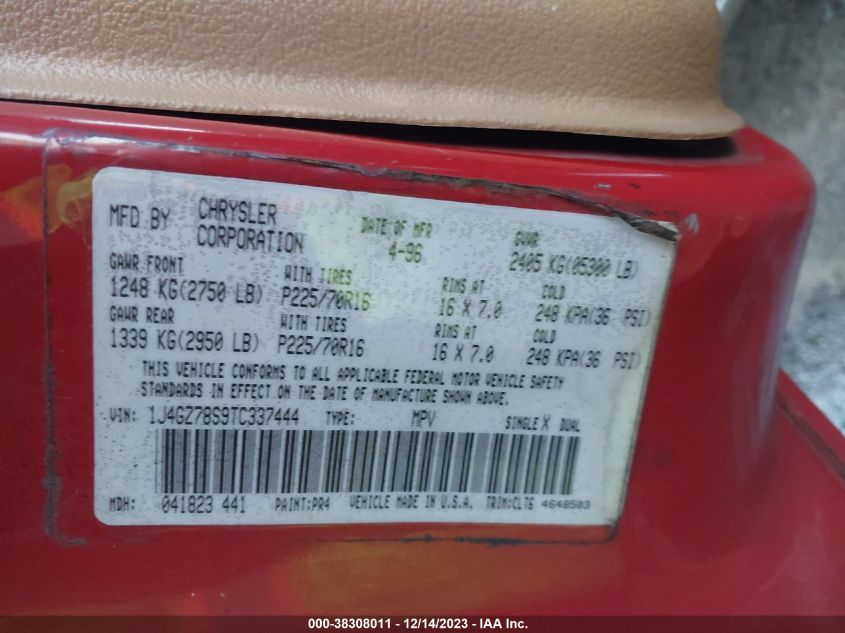 MFD BY CHRYSLER CORPORATION DATE OF MFR 4-96 GVWR 2405 KG(05300 LB)
GAWR FRONT WITH TIRES RIMS AT COLD
1248 KG(2750 LB) P225/70R16 16 X 7.0 248 KPA(36 PSI)
GAWR REAR WITH TIRES RIMS AT COLD
1339 KG(2950 LB) P225/70R16 16 X 7.0 248 KPA(36 PSI)
THIS VEHICLE CONFORMS TO ALL APPLICABLE FEDERAL MOTOR VEHICLE SAFETY
STANDARDS IN EFFECT ON THE DATE OF MANUFACTURE SHOWN ABOVE.
VIN: 1J4GZ78S9TC337444 TYPE: MPV SINGLE X DUAL
MDH: 041823 441 PAINT:PR4 VEHICLE MADE IN U.S.A. TRIM:CLT6 4648503
000-38308011 - 12/14/2023 - IAA Inc.